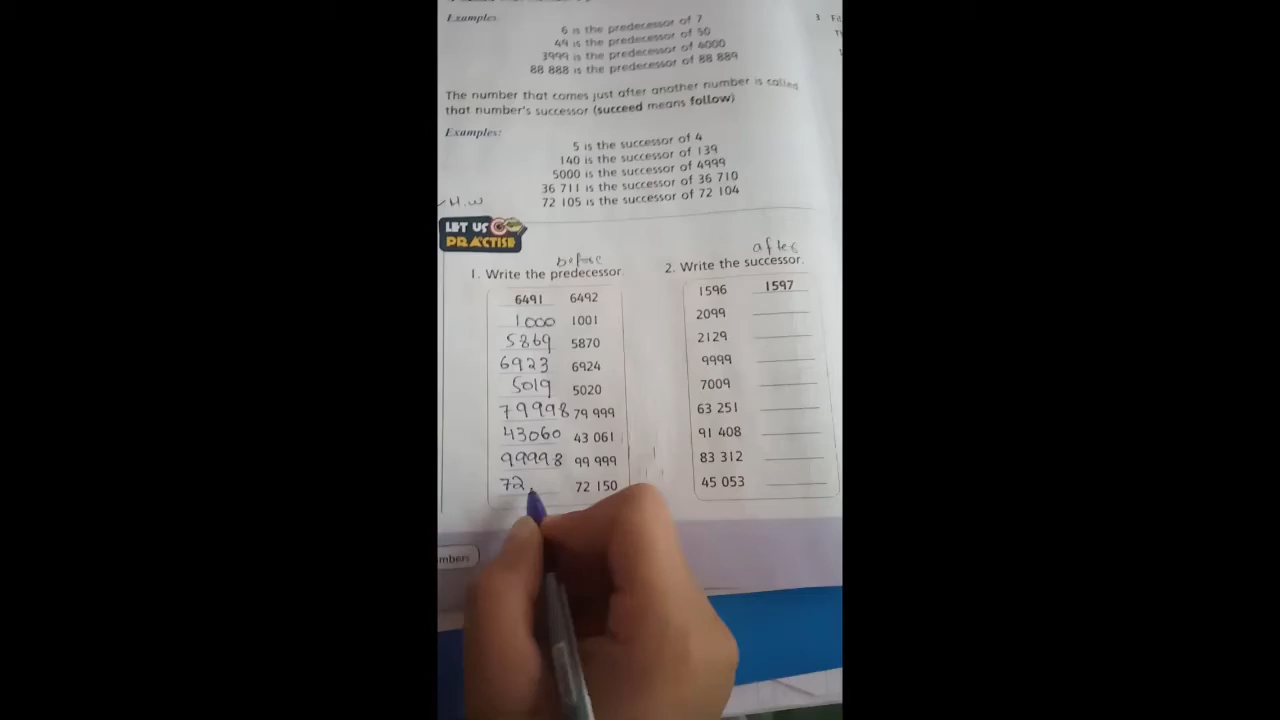 Examples:
6 is the predecessor of 7
49 is the predecessor of 50
3999 is the predecessor of 4000
88 888 is the predecessor of 88 889
The number that comes just after another number is called
that number's successor (succeed means follow)
Examples:
5 is the successor of 4
140 is the successor of 139
5000 is the successor of 4999
36 711 is the successor of 36 710
72 105 is the successor of 72 104
H.W
LET US
PRACTISE
before
1. Write the predecessor.
6491 6492
1000 1001
5869 5870
6923 6924
5019 5020
79998 79 999
43060 43 061
99998 99 999
72 72 150
after
2. Write the successor.
1596 1597
2099
2129
9999
7009
63 251
91 408
83 312
45 053
mbers
3